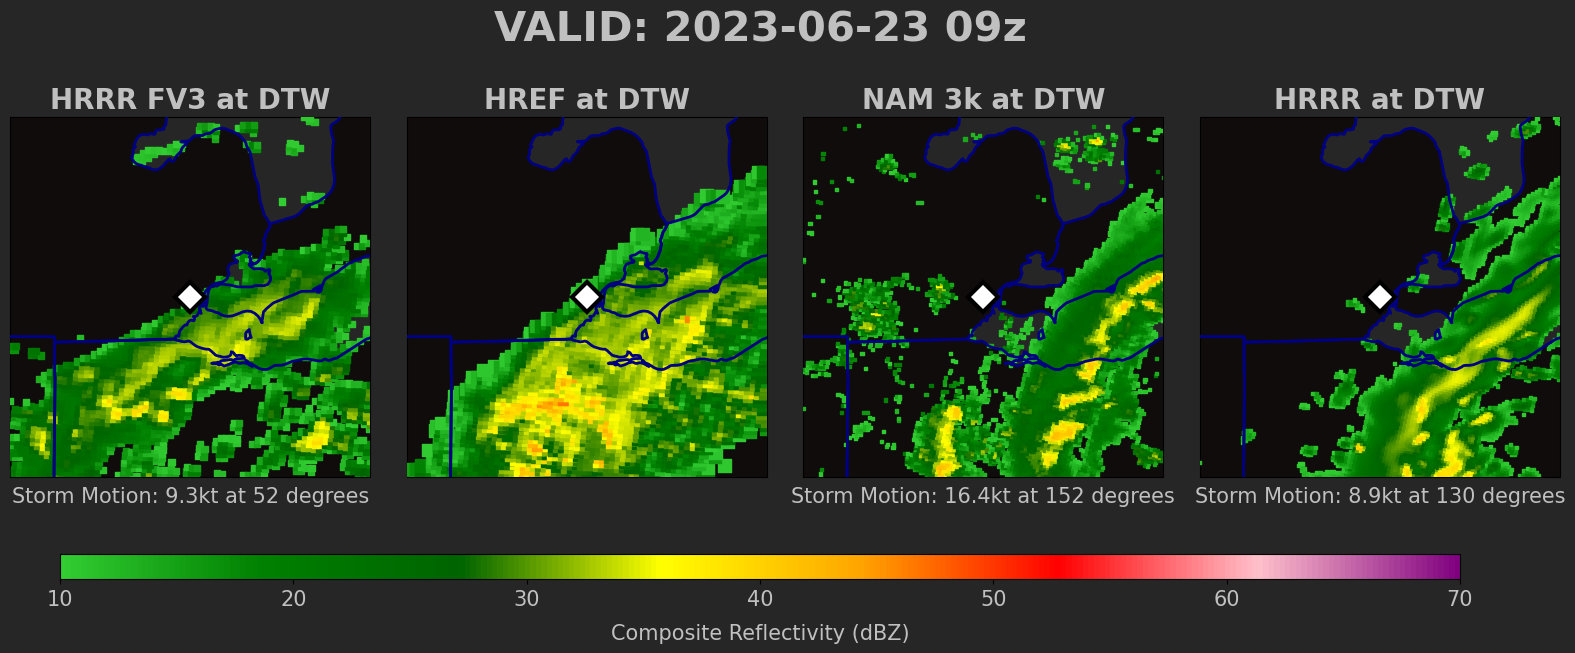 VALID: 2023-06-23 09z
HRRR FV3 at DTW
HREF at DTW
NAM 3k at DTW
HRRR at DTW
Storm Motion: 9.3kt at 52 degrees
Storm Motion: 16.4kt at 152 degrees
Storm Motion: 8.9kt at 130 degrees
10 20 30 40 50 60 70
Composite Reflectivity (dBZ)